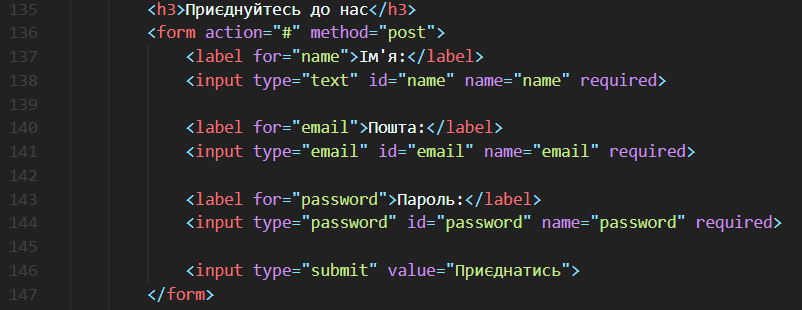 135 <h3>Приєднуйтесь до нас</h3>
136 <form action="#" method="post">
137 <label for="name">Ім'я:</label>
138 <input type="text" id="name" name="name" required>
139
140 <label for="email">Пошта:</label>
141 <input type="email" id="email" name="email" required>
142
143 <label for="password">Пароль:</label>
144 <input type="password" id="password" name="password" required>
145
146 <input type="submit" value="Приєднатись">
147 </form>